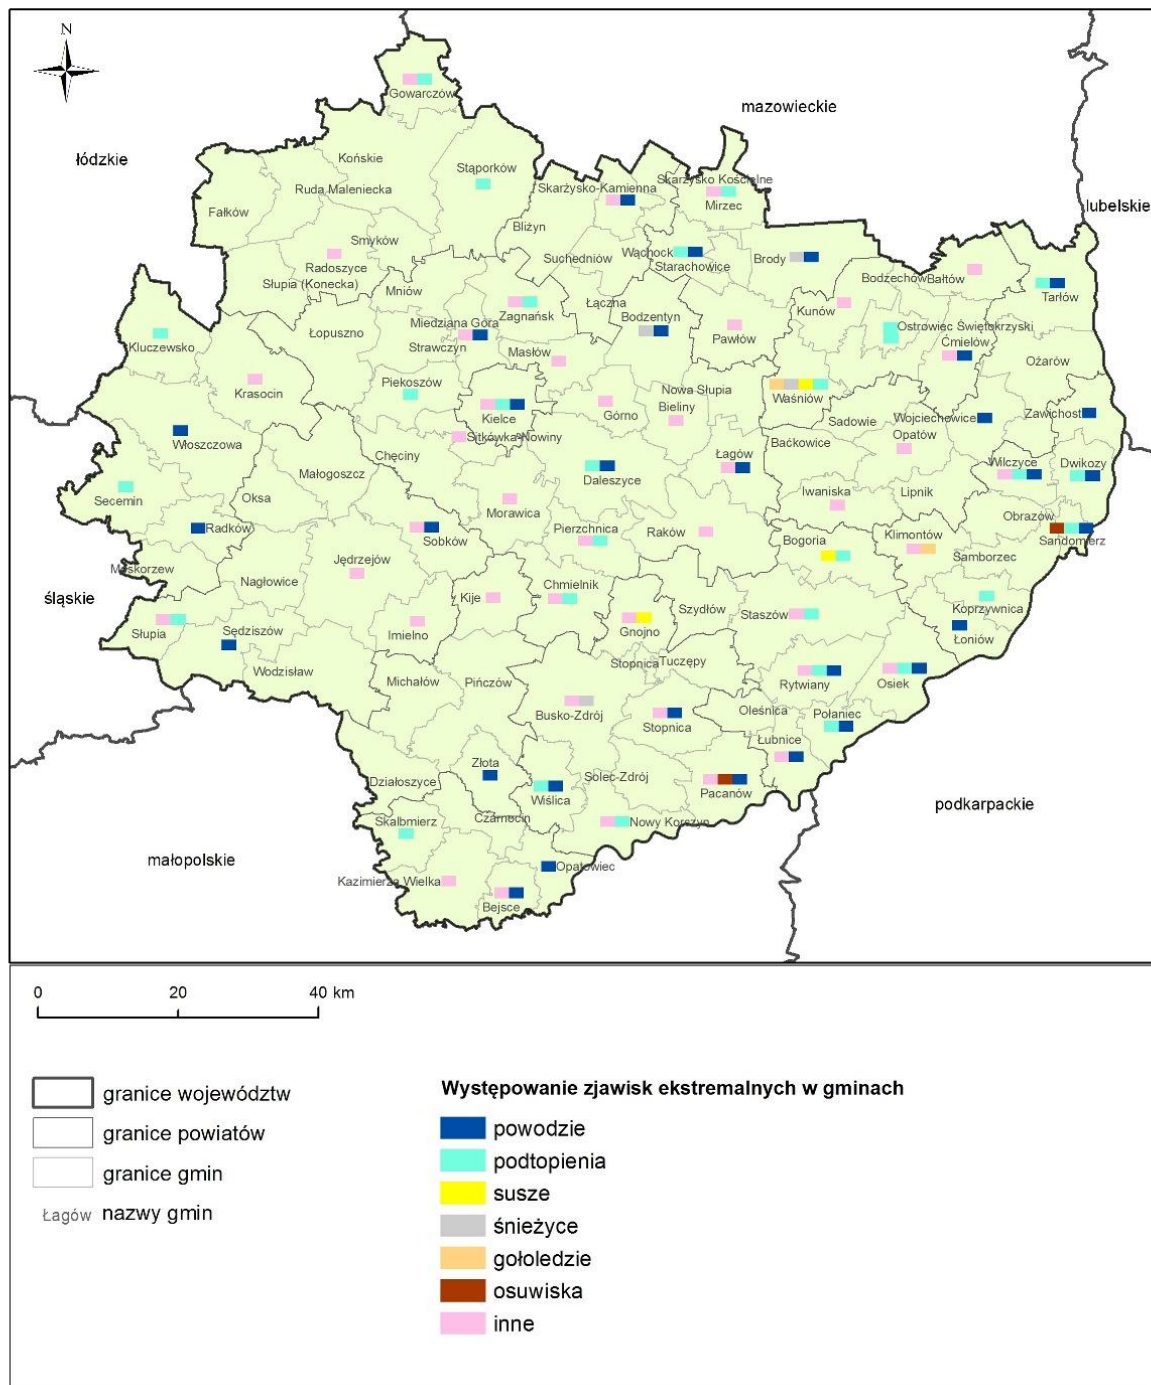 N
Gowarczów
mazowieckie
łódzkie
Końskie
Stąporków
Skarżysko Kościelne
Skarżysko-Kamienna
Ruda Maleniecka
Mirzec
lubelskie
Fałków
Bliżyn
Smyków
Wąchock
Suchedniów
Brody
Radoszyce
Starachowice
Słupia (Konecka)
Mniów
Bodzechów
Bałtów
Tarłów
Łączna
Kunów
Zagnańsk
Bodzentyn
Miedziana Góra
Ostrowiec Świętokrzyski
Łopuszno
Pawłów
Ćmielów
Kluczewsko
Strawczyn
Masłów
Ożarów
Piekoszów
Nowa Słupia
Krasocin
Waśniów
Bieliny
Górno
Zawichost
Kielce
Sadowie
Wojciechowice
Sitkówka-Nowiny
Baćkowice
Włoszczowa
Opatów
Chęciny
Łagów
Wilczyce
Dwikozy
Małogoszcz
Daleszyce
Secemin
Oksa
Iwaniska
Lipnik
Morawica
Obrazów
Radków
Pierzchnica
Raków
Klimontów
Sobków
Bogoria
Sandomierz
Jędrzejów
Samborzec
Moskorzew
Nagłowice
Chmielnik
śląskie
Kije
Szydłów
Staszów
Koprzywnica
Słupia
Sędziszów
Imielno
Gnojno
Łoniów
Wodzisław
Stopnica
Tuczępy
Michałów
Pińczów
Rytwiany
Osiek
Busko-Zdrój
Oleśnica
Połaniec
Stopnica
Łubnice
Złota
Działoszyce
Solec-Zdrój
Wiślica
Pacanów
podkarpackie
Skalbmierz
Czarnocin
Nowy Korczyn
małopolskie
Opatowiec
Kazimierza Wielka
Bejsce
0 20 40 km
granice województw
granice powiatów
granice gmin
Łagów nazwy gmin
Występowanie zjawisk ekstremalnych w gminach
powodzie
podtopienia
susze
śnieżyce
gołoledzie
osuwiska
inne